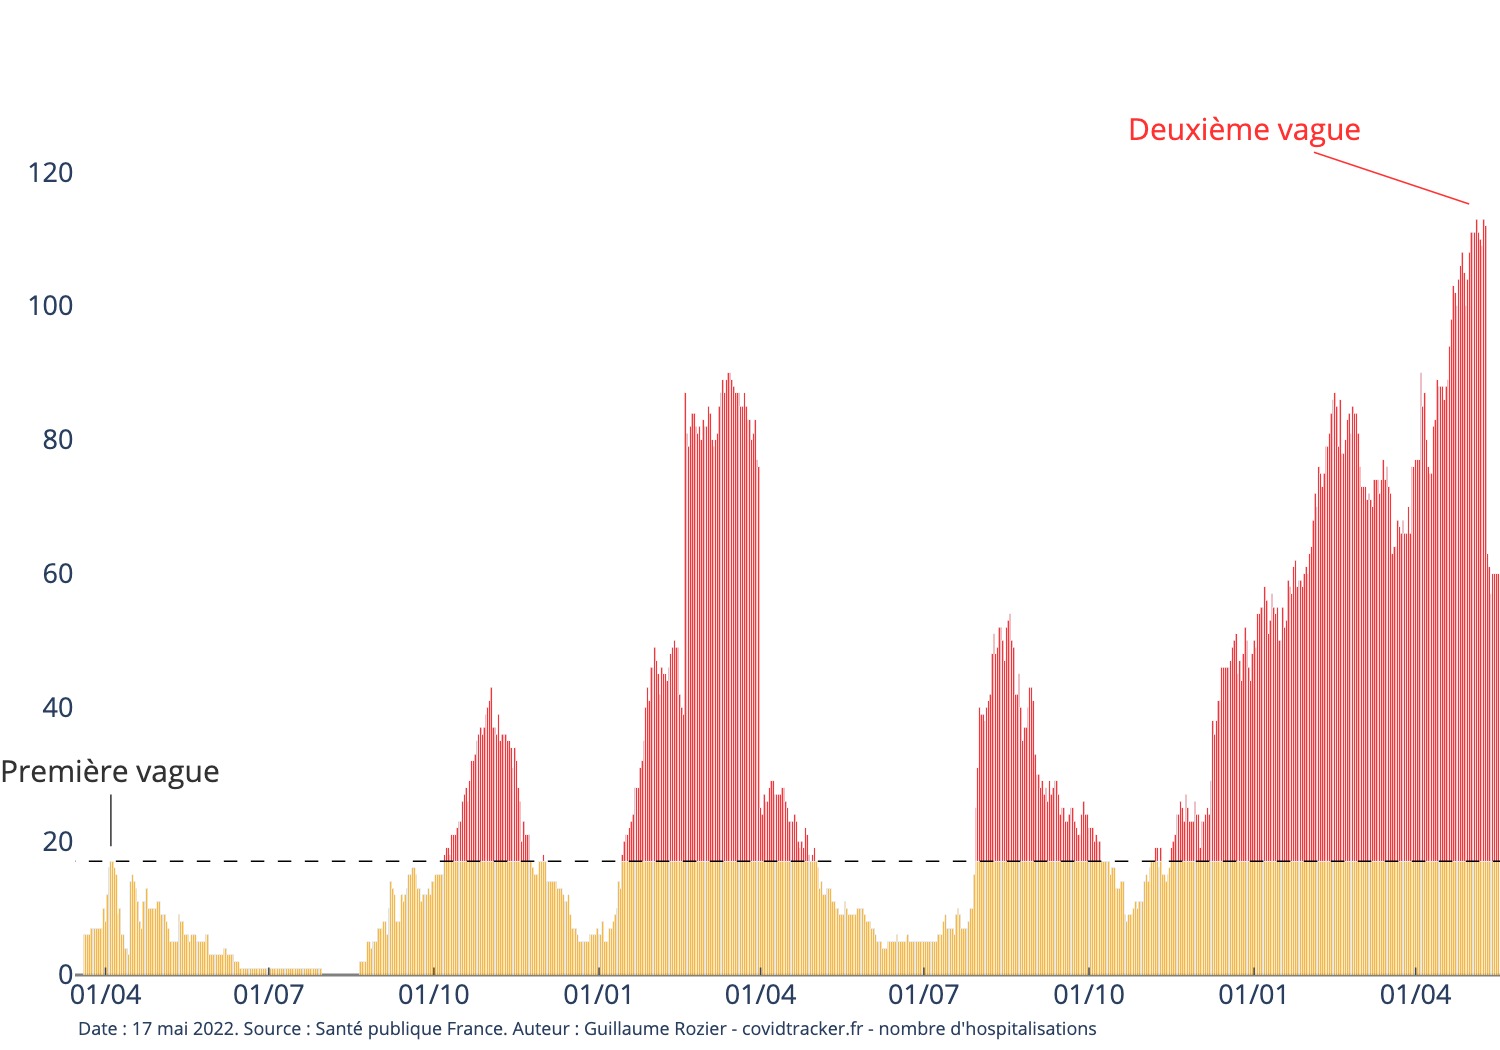 Deuxième vague
120
100
80
60
40
Première vague
20
0
01/04 01/07 01/10 01/01 01/04 01/07 01/10 01/01 01/04
Date : 17 mai 2022. Source : Santé publique France. Auteur : Guillaume Rozier - covidtracker.fr - nombre d'hospitalisations